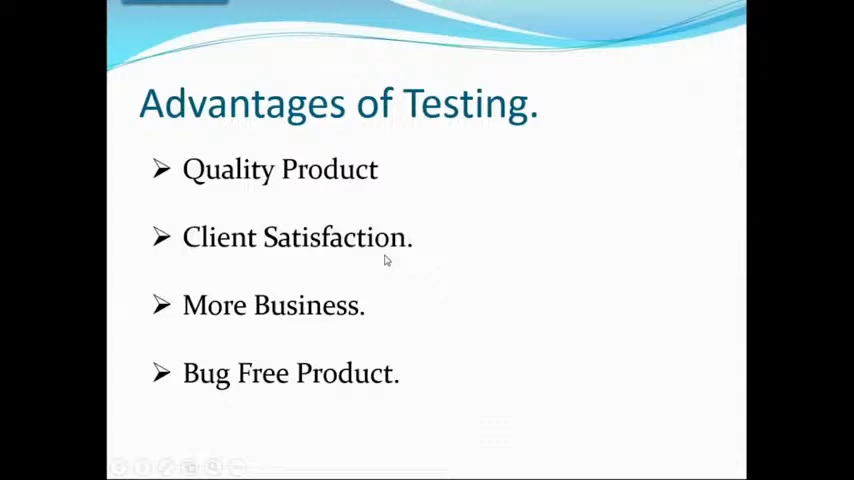 Advantages of Testing.
Quality Product
Client Satisfaction.
More Business.
Bug Free Product.